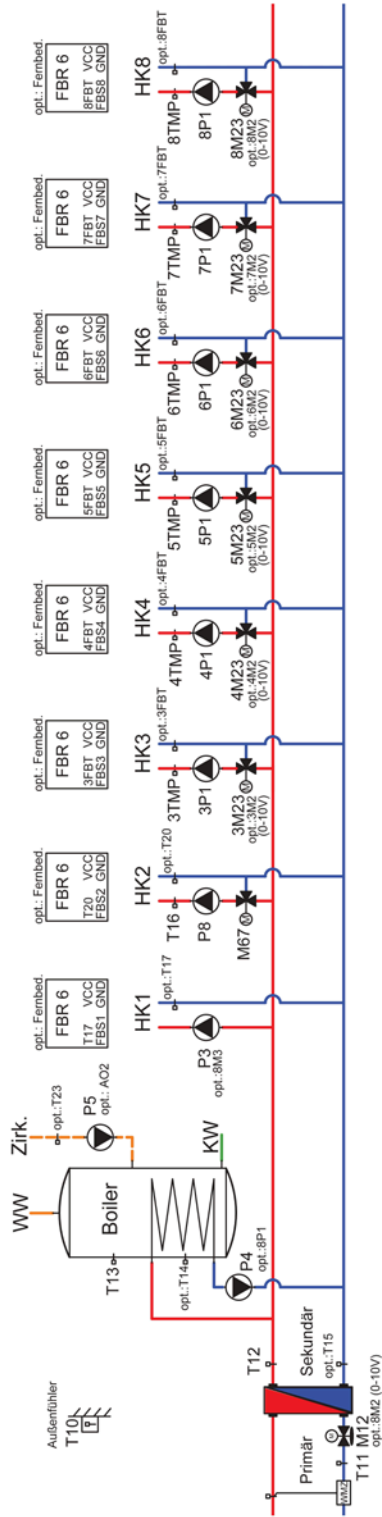 Außenfühler
T10
Primär
WMZ
T11 M12
opt.:8M2 (0-10V)
M
T12
Sekundär
opt.:T15
WW
Zirk.
opt.:T23
P5
opt.: AO2
Boiler
T13
opt.:T14
KW
P4
opt.:8P1
opt.: Fernbed.
FBR 6
T17 VCC
FBS1 GND
HK1
opt.:T17
P3
opt.:8M3
opt.: Fernbed.
FBR 6
T20 VCC
FBS2 GND
HK2
opt.:T20
T16
P8
M
M67
opt.: Fernbed.
FBR 6
3FBT VCC
FBS3 GND
HK3
opt.:3FBT
3TMP
3P1
M
3M23
opt.:3M2
(0-10V)
opt.: Fernbed.
FBR 6
4FBT VCC
FBS4 GND
HK4
opt.:4FBT
4TMP
4P1
M
4M23
opt.:4M2
(0-10V)
opt.: Fernbed.
FBR 6
5FBT VCC
FBS5 GND
HK5
opt.:5FBT
5TMP
5P1
M
5M23
opt.:5M2
(0-10V)
opt.: Fernbed.
FBR 6
6FBT VCC
FBS6 GND
HK6
opt.:6FBT
6TMP
6P1
M
6M23
opt.:6M2
(0-10V)
opt.: Fernbed.
FBR 6
7FBT VCC
FBS7 GND
HK7
opt.:7FBT
7TMP
7P1
M
7M23
opt.:7M2
(0-10V)
opt.: Fernbed.
FBR 6
8FBT VCC
FBS8 GND
HK8
opt.:8FBT
8TMP
8P1
M
8M23
opt.:8M2
(0-10V)